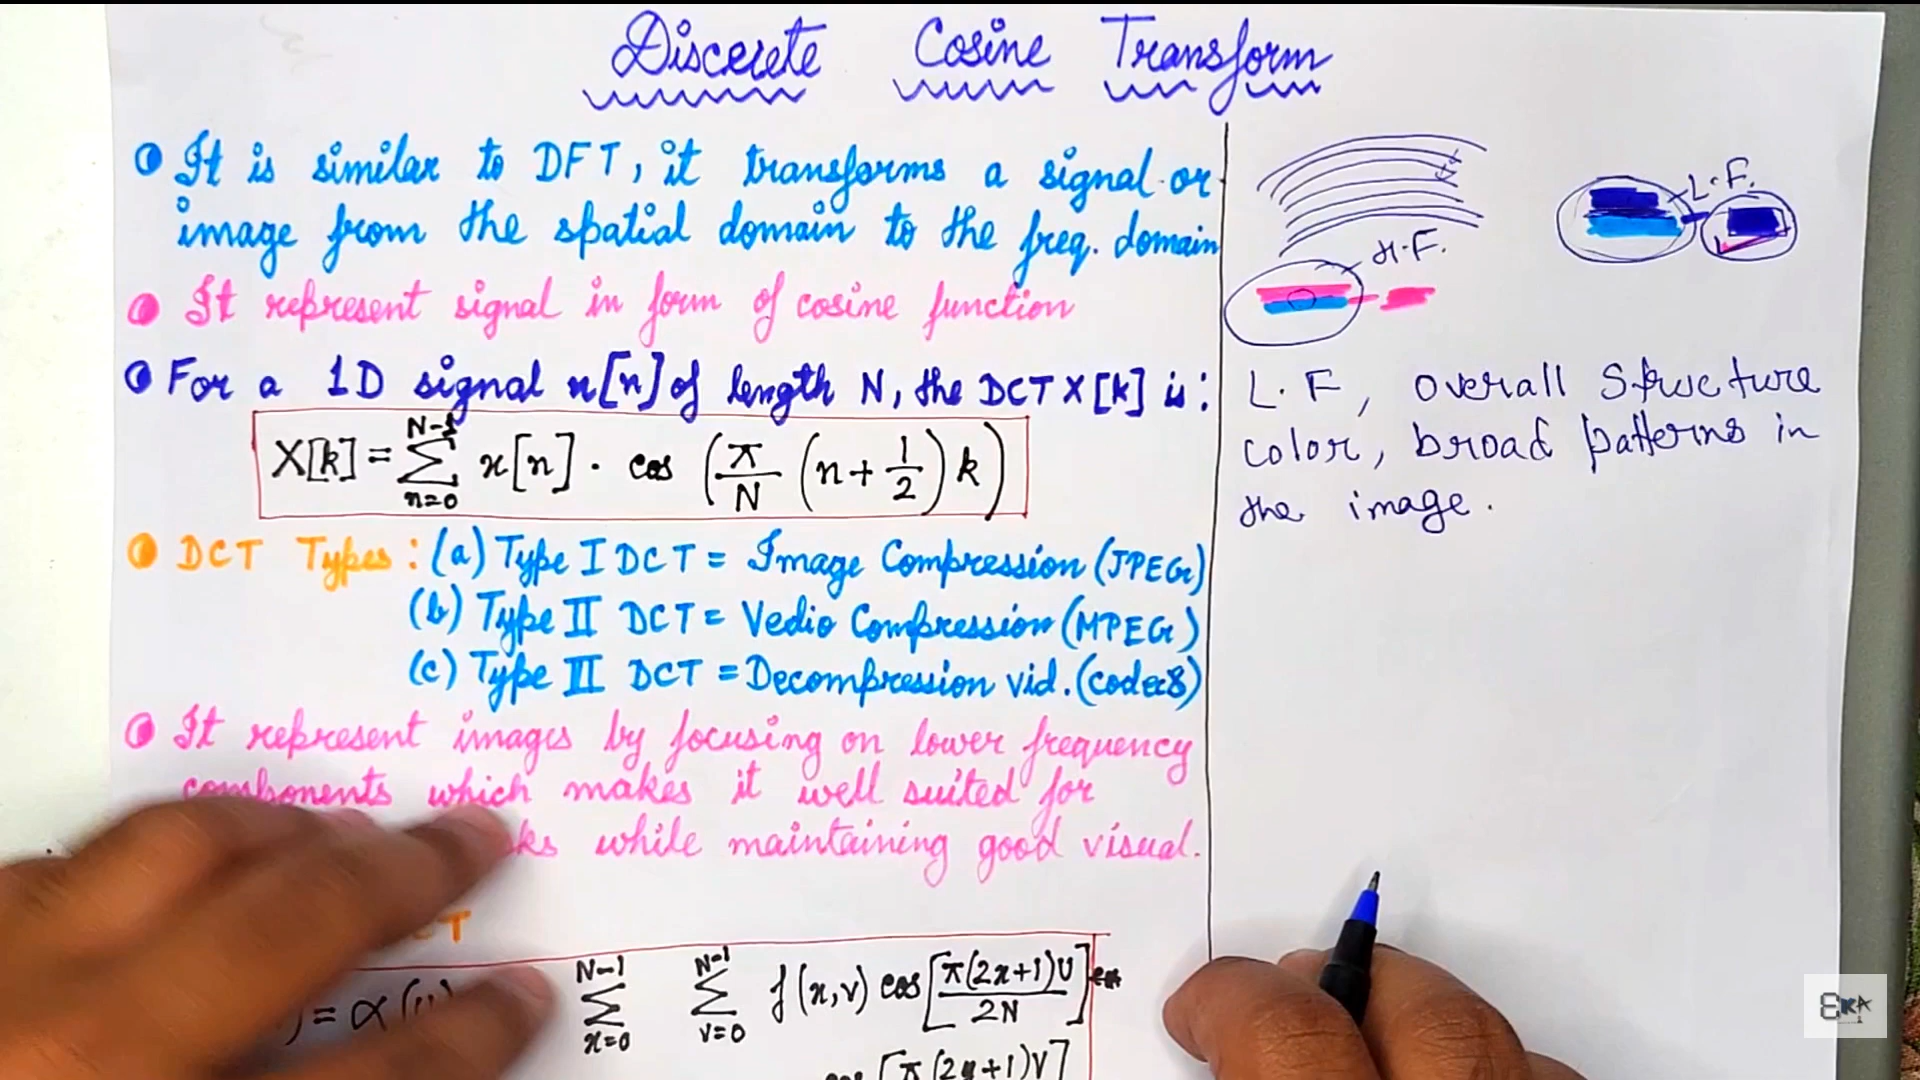 Discrete Cosine Transform
It is similar to DFT, it transforms a signal or
image from the spatial domain to the freq. domain
It represent signal in form of cosine function
For a 1D signal x[n] of length N, the DCT X[k] is:
X[k] = N-1 Σ n=0 x[n] · cos (π/N (n+1/2) k)
DCT Types: (a) Type I DCT = Image Compression (JPEG)
(b) Type II DCT = Vedio Compression (MPEG)
(c) Type III DCT = Decompression vid. (codecs)
It represent images by focusing on lower frequency
components which makes it well suited for
while maintaining good visual.
= α(u) N-1 Σ x=0 N-1 Σ v=0 f(x,v) cos [π(2x+1)U / 2N]
cos [π(2y+1)V]
L.F.
H.F.
L.F, overall structure
color, broad patterns in
the image.
EKA